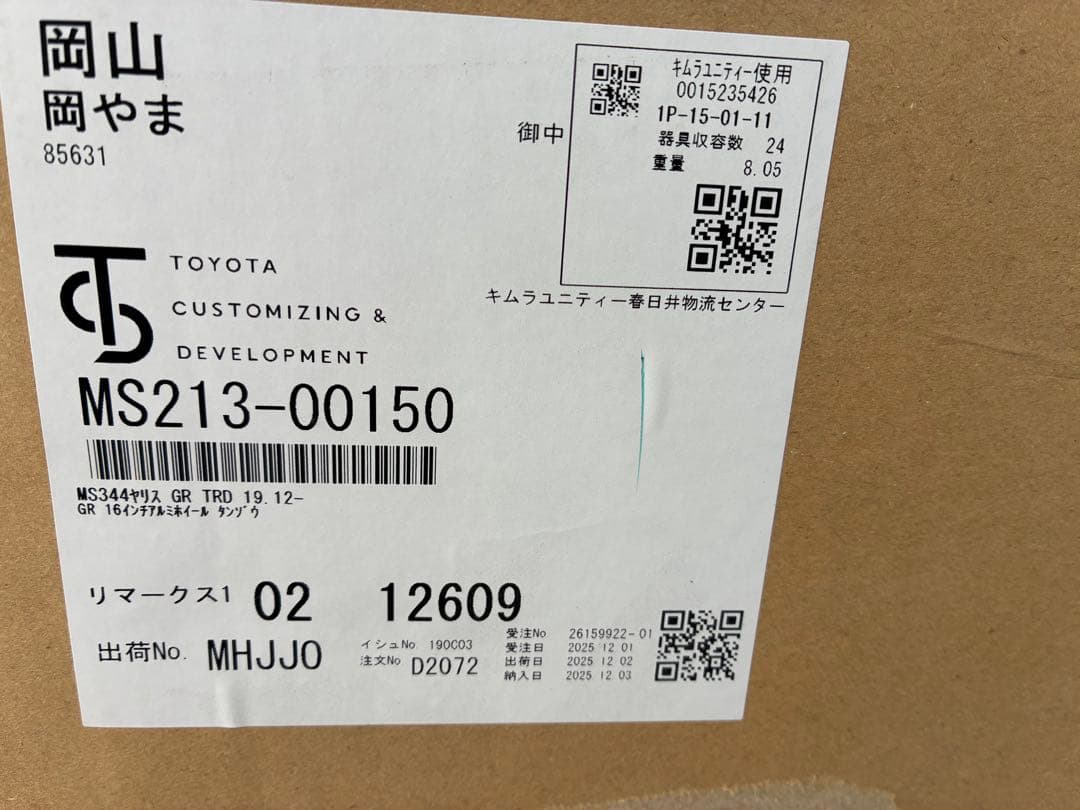 岡山
岡やま
85631
御中
ｷﾑﾗﾕﾆﾃｨｰ使用
0015235426
1P-15-01-11
器具収容数 24
重量 8.05
キムラユニティー春日井物流センター
TOYOTA
CUSTOMIZING &
DEVELOPMENT
MS213-00150
MS344ﾔﾘｽ GR TRD 19.12-
GR 16ｲﾝﾁｱﾙﾐﾎｲｰﾙ ﾀﾝｿﾞｳ
リマークス1 02 12609
出荷No. MHJJ0
イシュNo. 190C03
注文No D2072
受注No 26159922-01
受注日 2025 12 01
出荷日 2025 12 02
納入日 2025 12 03